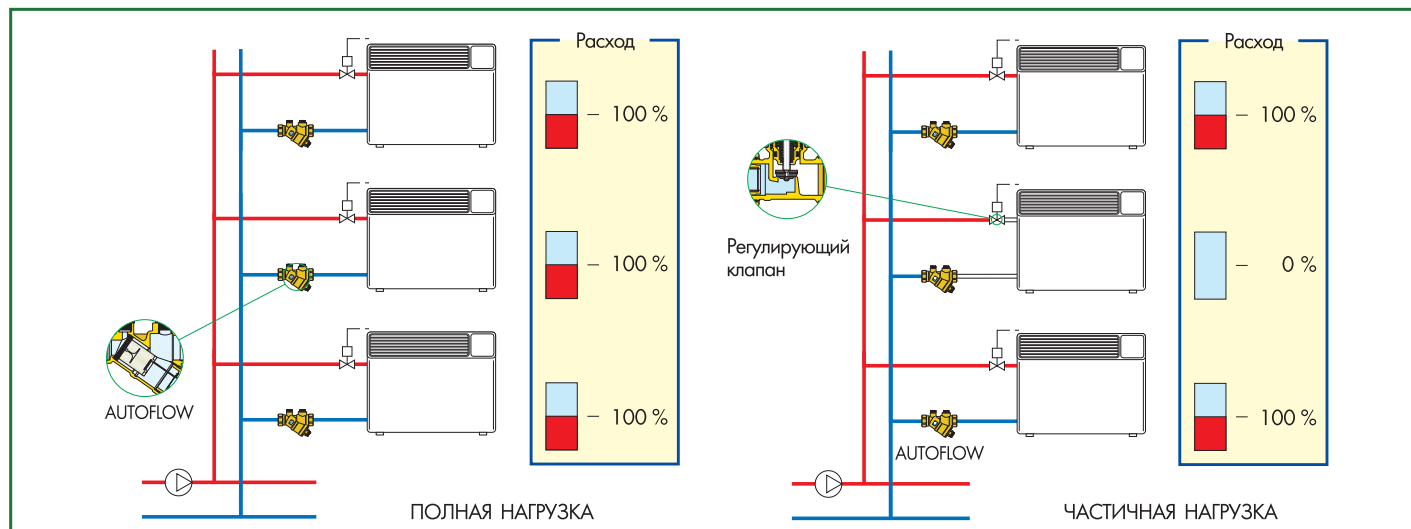 Расход
100 %
100 %
100 %
AUTOFLOW
ПОЛНАЯ НАГРУЗКА
Расход
100 %
Регулирующий
клапан
0 %
100 %
AUTOFLOW
ЧАСТИЧНАЯ НАГРУЗКА